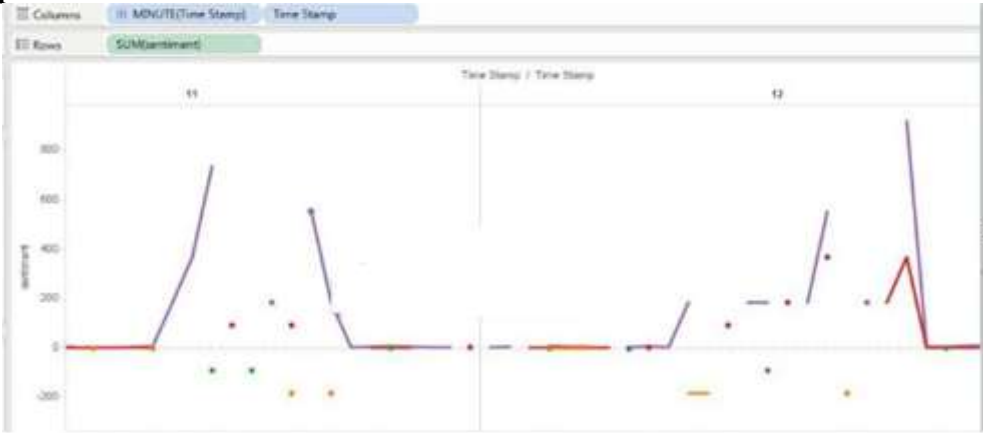 Columns MINUTE(Time Stamp) Time Stamp
Rows SUM(sentiment)
Time Stamp / Time Stamp
11 12
800
600
400
200
0
-200
sentiment